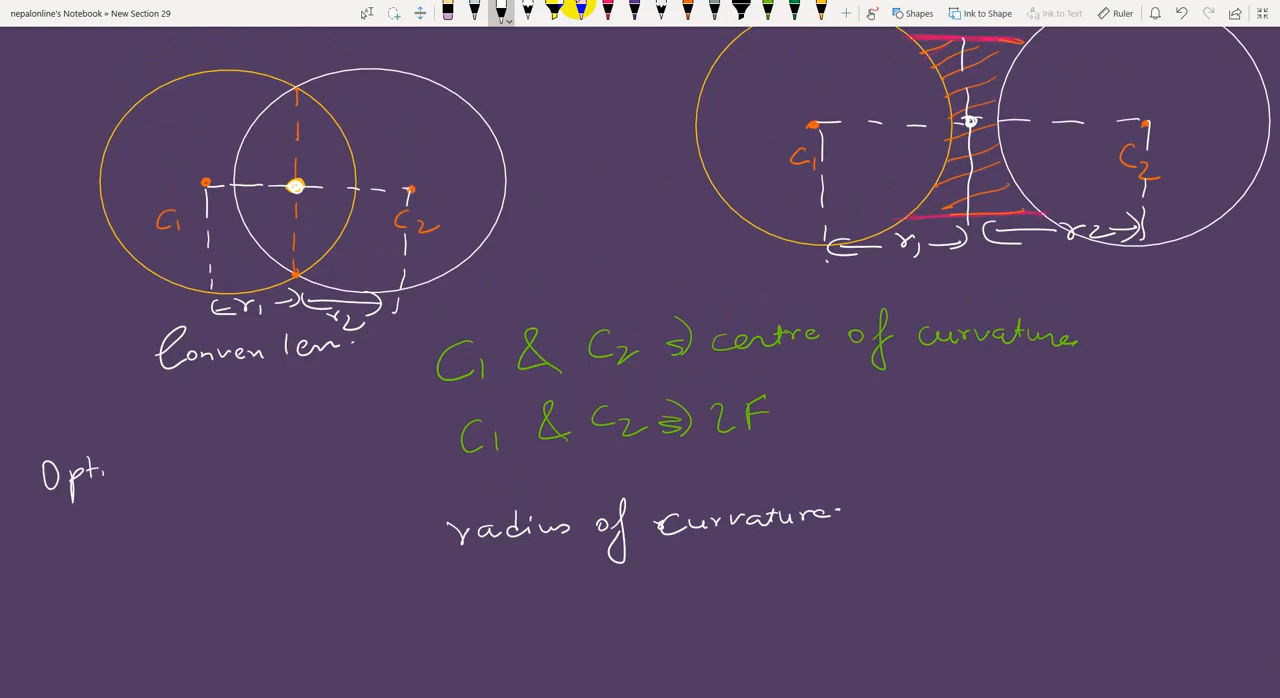 nepalonline's Notebook » New Section 29
Shapes
Ink to Shape
Ink to Text
Ruler
C1
C2
r1
r2
Conven len.
C1
C2
r1
r2
C1 & C2 ⇒ centre of curvature
C1 & C2 ⇒ 2F
Opt.
radius of curvature.